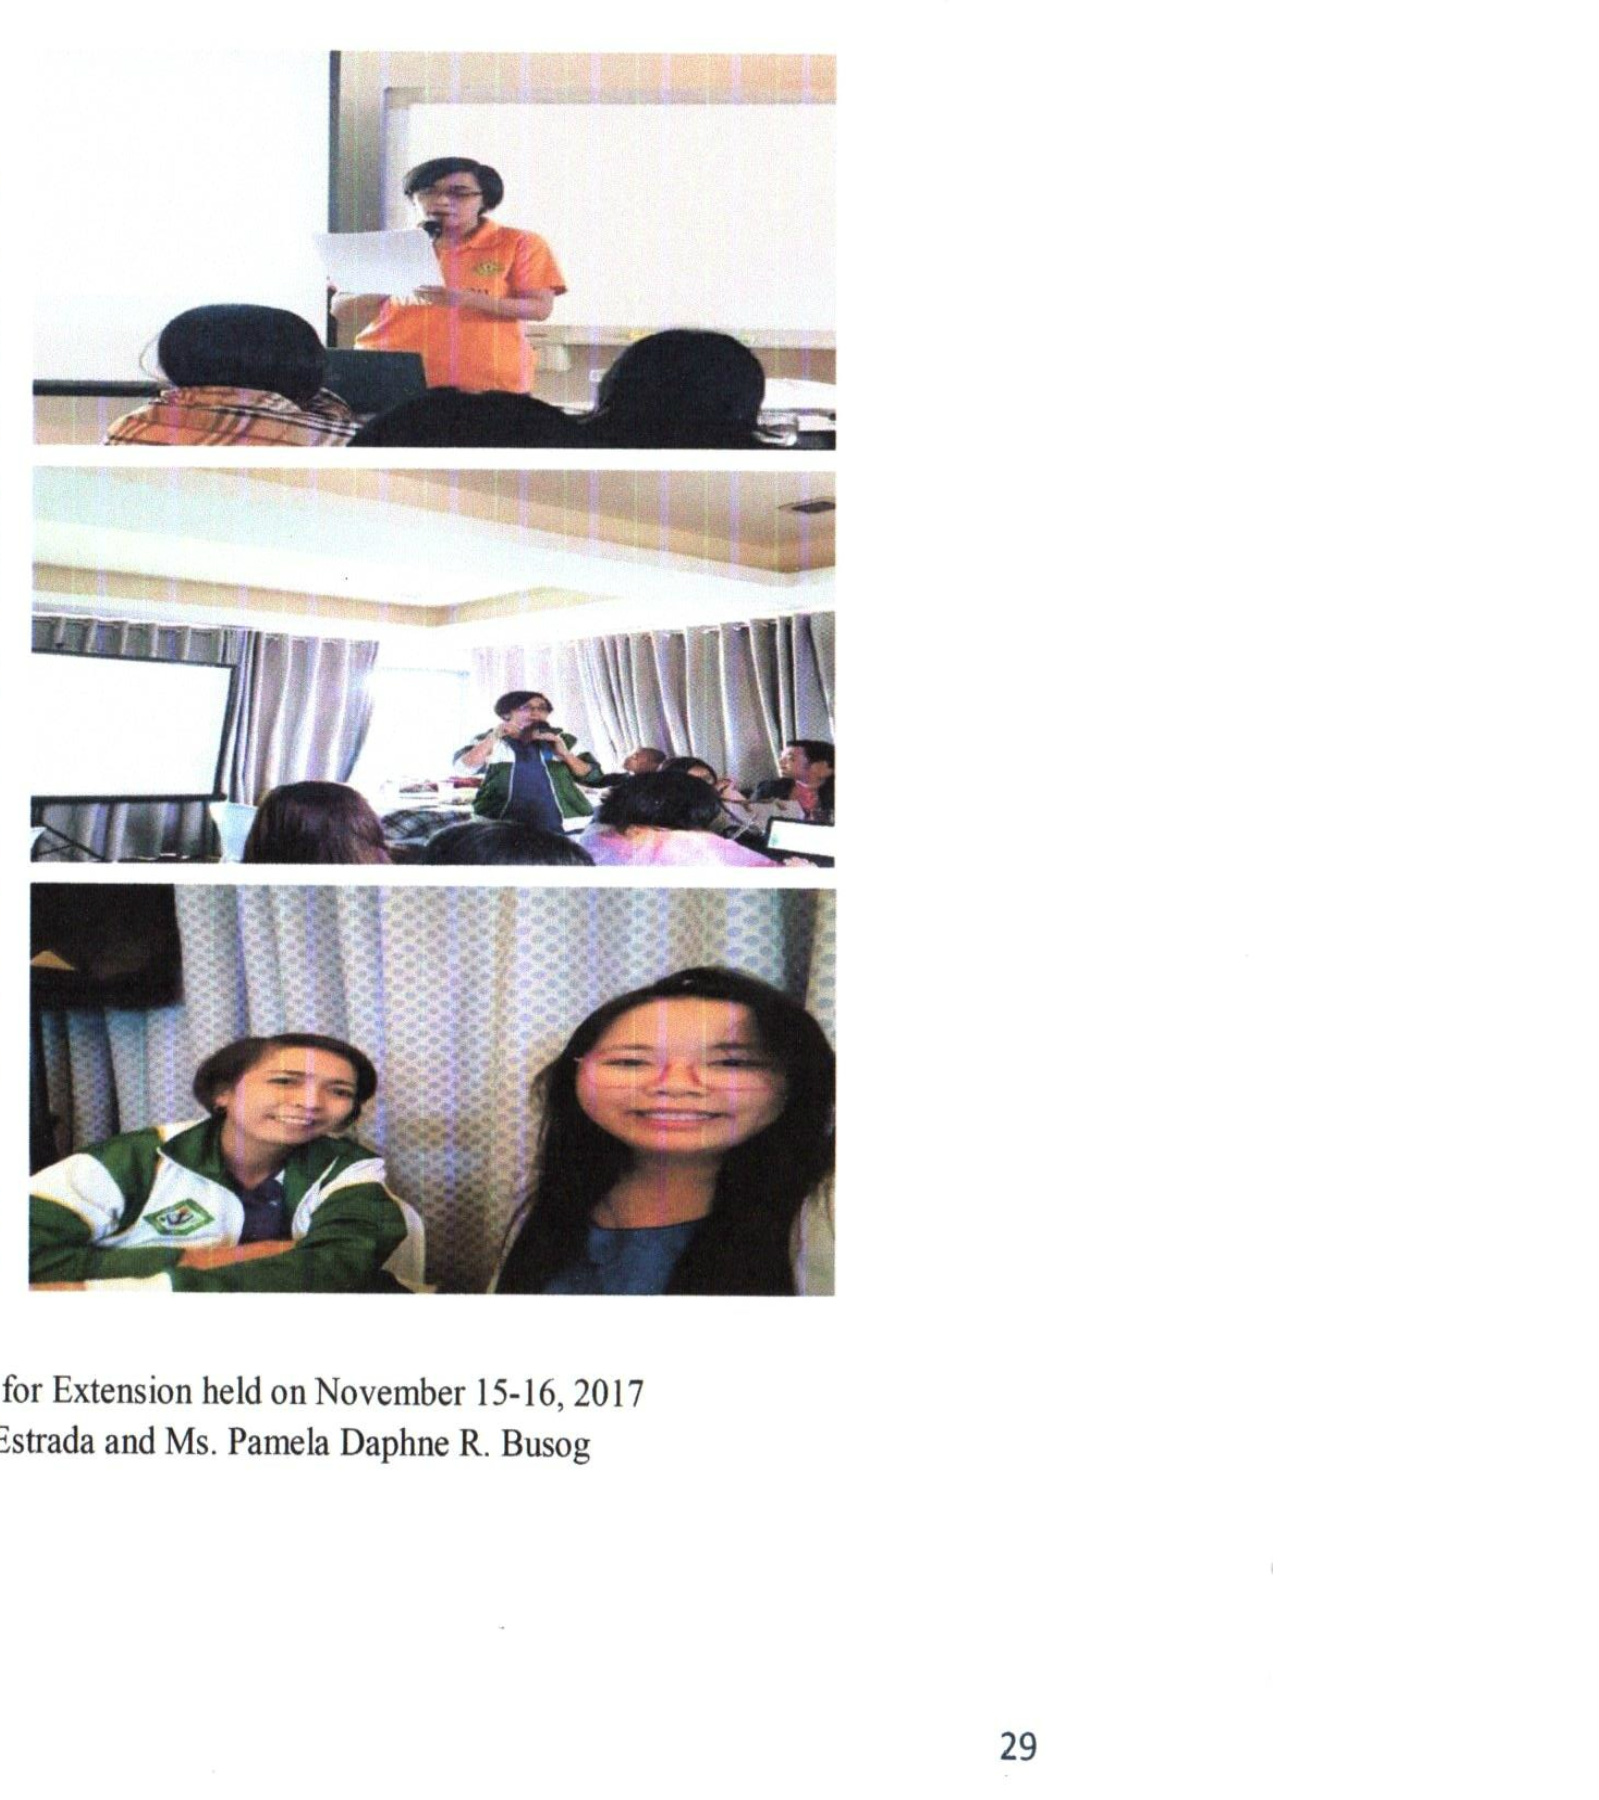 for Extension held on November 15-16, 2017
Estrada and Ms. Pamela Daphne R. Busog
29